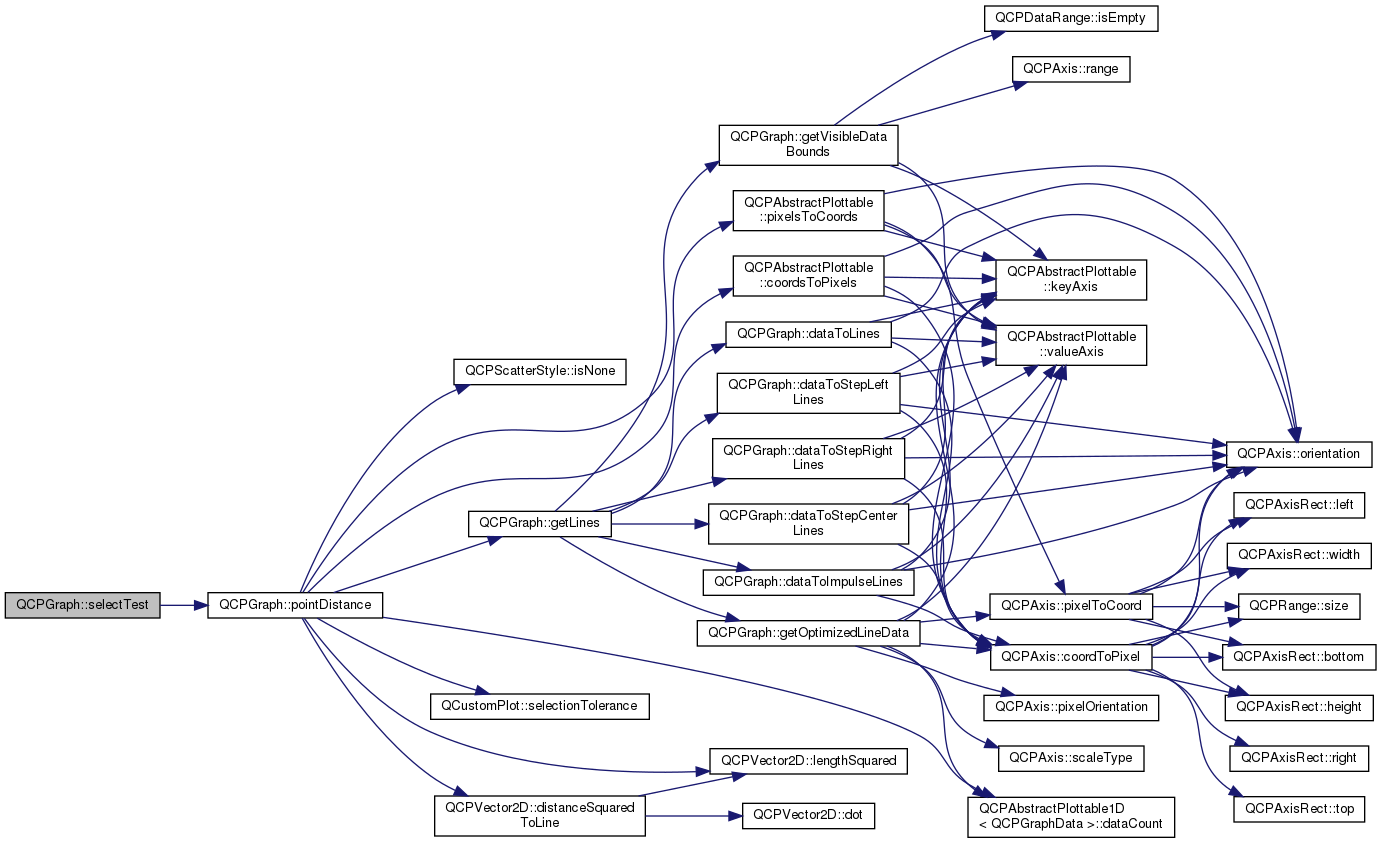 QCPDataRange::isEmpty
QCPAxis::range
QCPGraph::getVisibleData
Bounds
QCPAbstractPlottable
::pixelsToCoords
QCPAbstractPlottable
::coordsToPixels
QCPAbstractPlottable
::keyAxis
QCPGraph::dataToLines
QCPAbstractPlottable
::valueAxis
QCPScatterStyle::isNone
QCPGraph::dataToStepLeft
Lines
QCPGraph::dataToStepRight
Lines
QCPAxis::orientation
QCPGraph::getLines
QCPGraph::dataToStepCenter
Lines
QCPAxisRect::left
QCPAxisRect::width
QCPGraph::dataToImpulseLines
QCPGraph::selectTest
QCPGraph::pointDistance
QCPAxis::pixelToCoord
QCPRange::size
QCPGraph::getOptimizedLineData
QCPAxis::coordToPixel
QCPAxisRect::bottom
QCustomPlot::selectionTolerance
QCPAxis::pixelOrientation
QCPAxisRect::height
QCPVector2D::lengthSquared
QCPAxis::scaleType
QCPAxisRect::right
QCPVector2D::distanceSquared
ToLine
QCPVector2D::dot
QCPAbstractPlottable1D
< QCPGraphData >::dataCount
QCPAxisRect::top